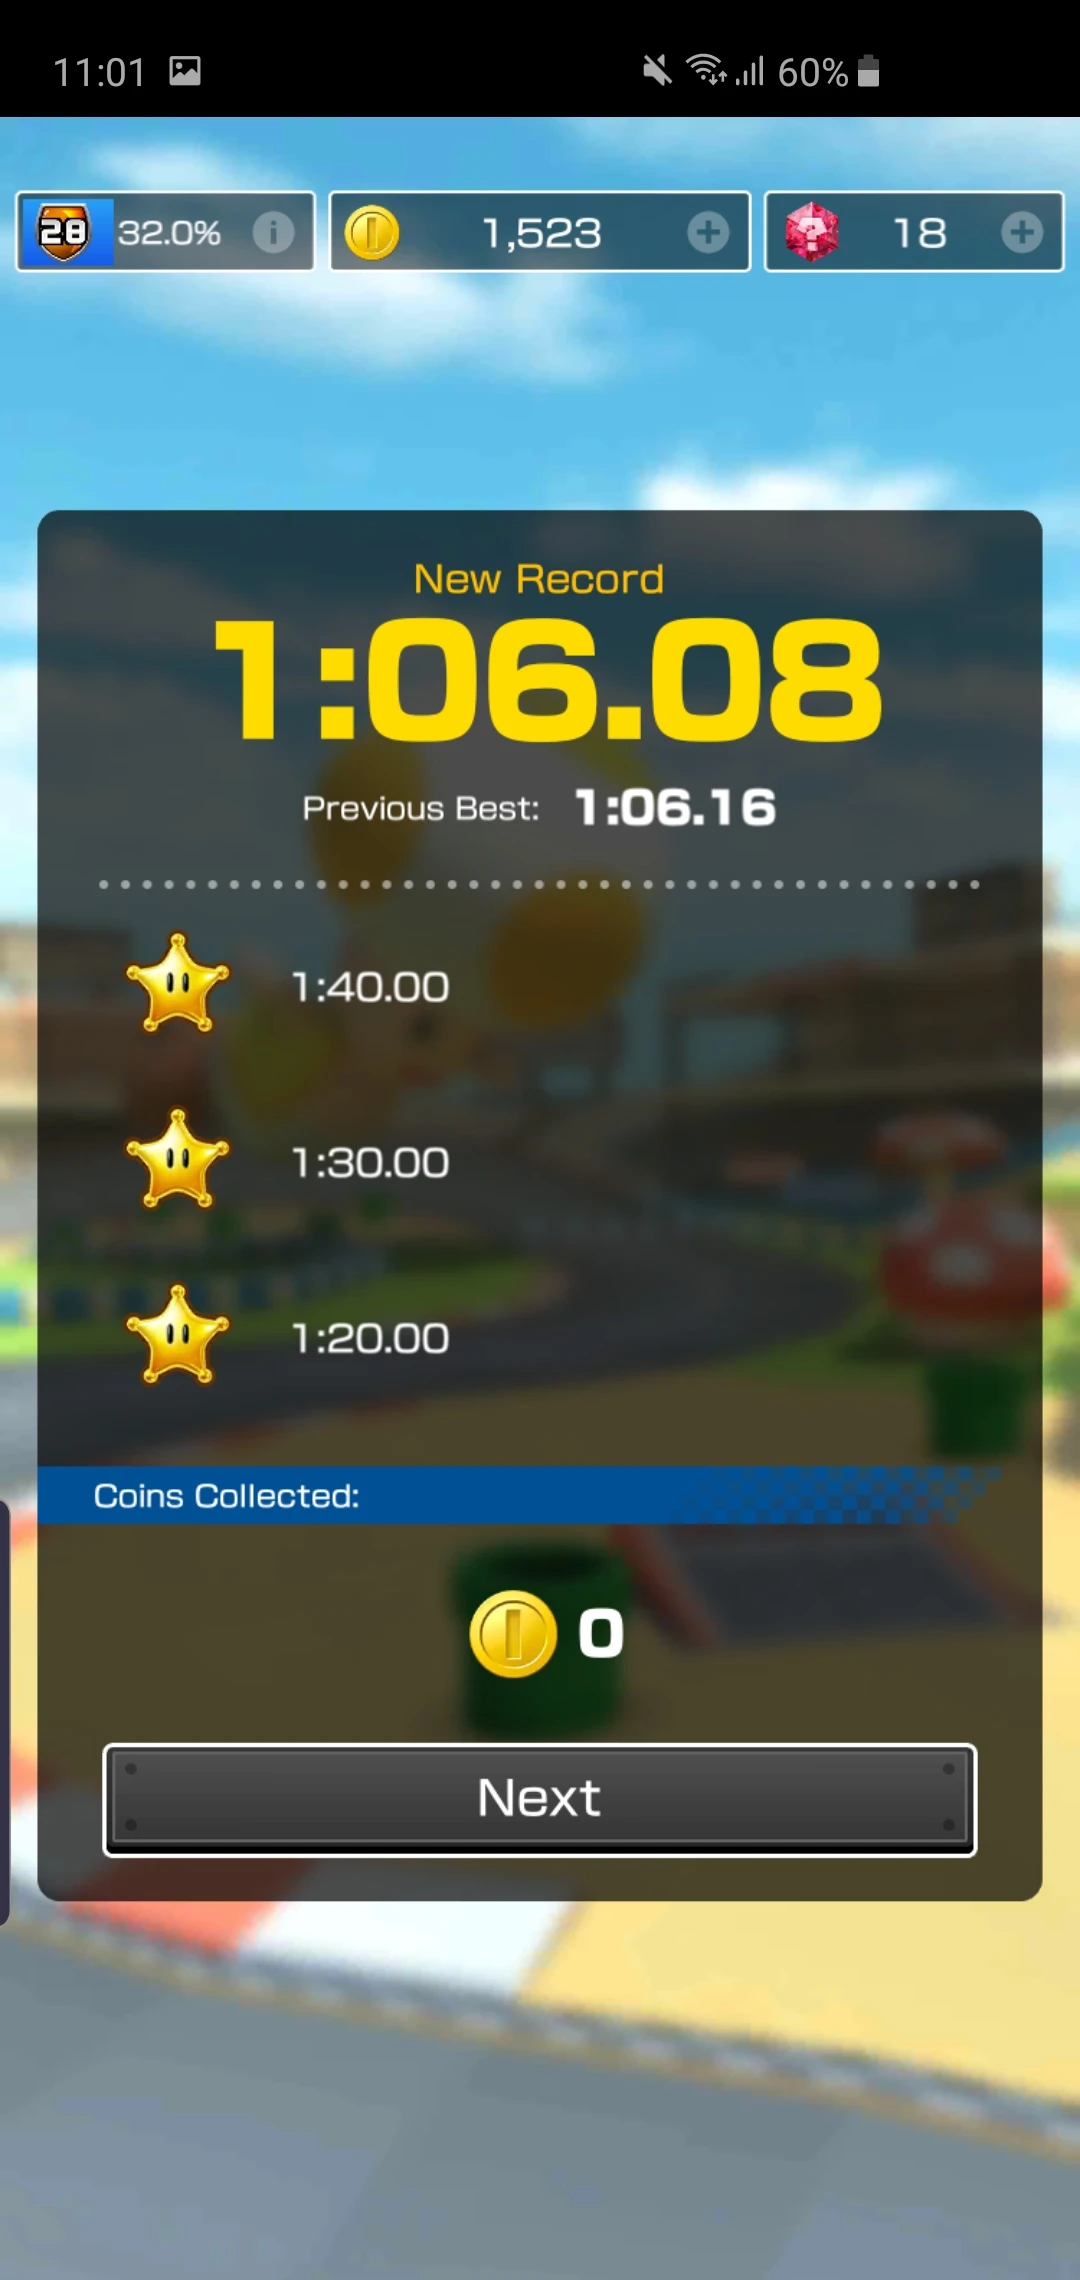 11:01 60%
28 32.0% i 1,523 + 18 +
New Record
1:06.08
Previous Best: 1:06.16
1:40.00
1:30.00
1:20.00
Coins Collected:
0
Next